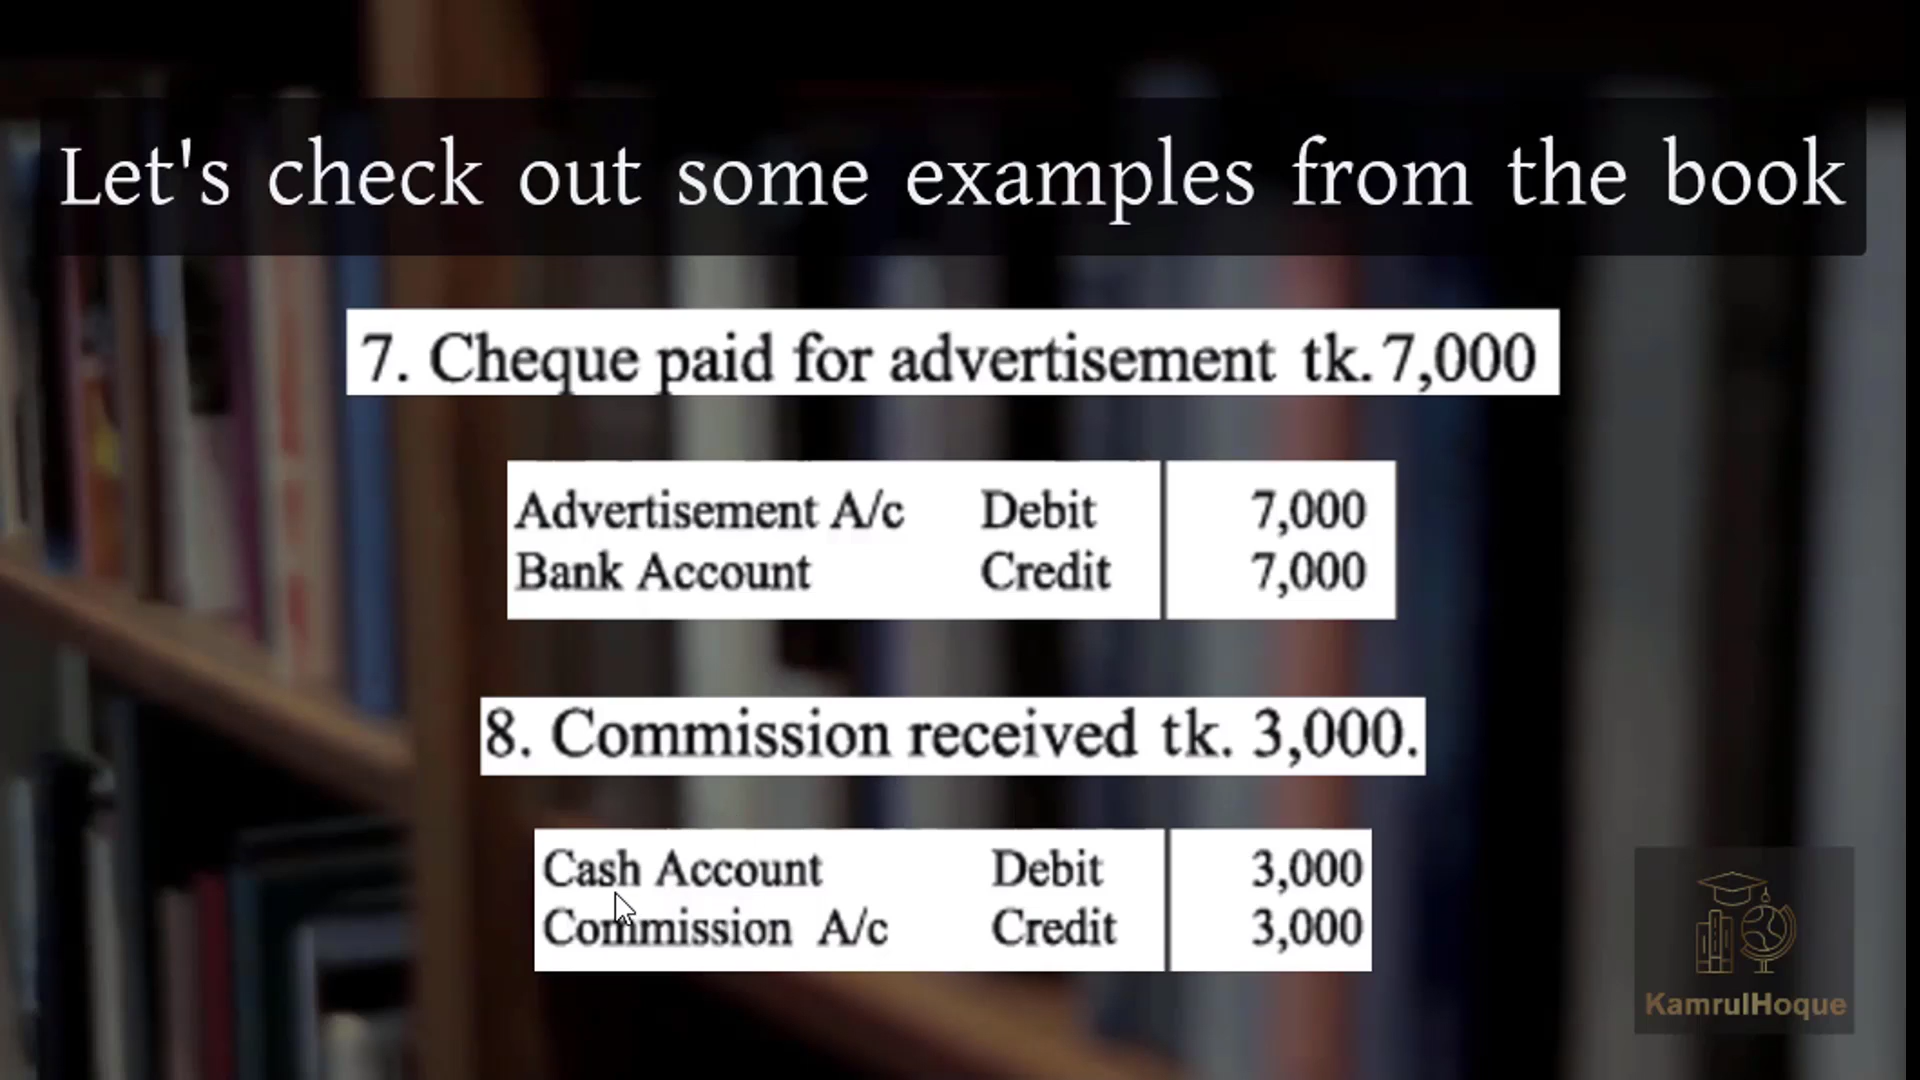 Let's check out some examples from the book
7. Cheque paid for advertisement tk. 7,000
Advertisement A/c Debit 7,000
Bank Account Credit 7,000
8. Commission received tk. 3,000.
Cash Account Debit 3,000
Commission A/c Credit 3,000
KamrulHoque